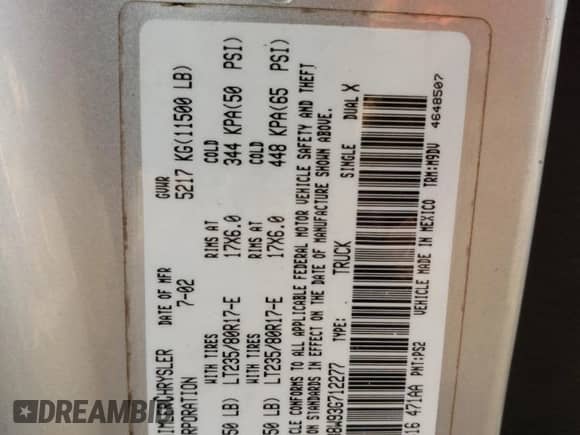 IMLERCHRYSLER DATE OF MFR GVWR
RPORATION 7-02 5217 KG(11500 LB)
WITH TIRES RIMS AT COLD
50 LB) LT235/80R17-E 17X6.0 344 KPA(50 PSI)
WITH TIRES RIMS AT COLD
50 LB) LT235/80R17-E 17X6.0 448 KPA(65 PSI)
CLE CONFORMS TO ALL APPLICABLE FEDERAL MOTOR VEHICLE SAFETY AND THEFT
STANDARDS IN EFFECT ON THE DATE OF MANUFACTURE SHOWN ABOVE.
8W93G712277 TYPE: TRUCK SINGLE DUAL X
16 471AA PNT:PS2 VEHICLE MADE IN MEXICO TRM:M9DV 4648507
RIDESAFELY